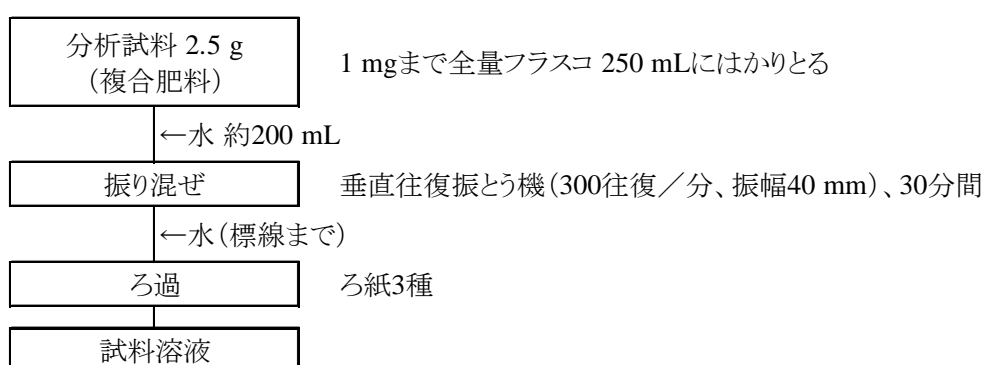 分析試料 2.5 g
（複合肥料）
1 mgまで全量フラスコ 250 mLにはかりとる
←水 約200 mL
振り混ぜ
垂直往復振とう機（300往復／分、振幅40 mm）、30分間
←水（標線まで）
ろ過
ろ紙3種
試料溶液